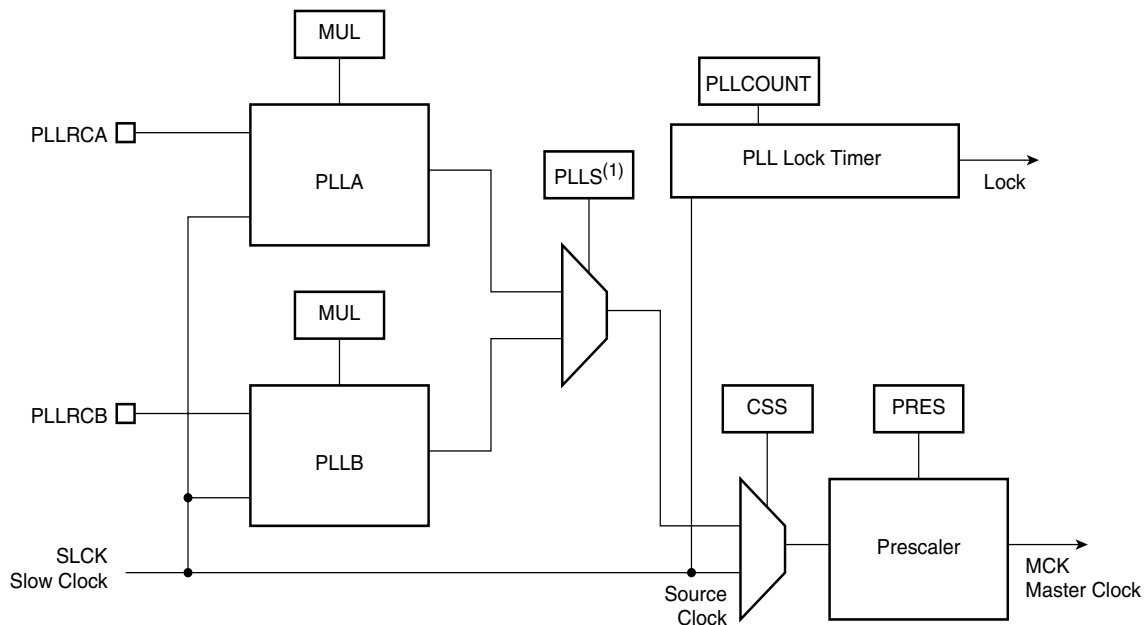 MUL
PLLCOUNT
PLLRCA
PLLA
PLL Lock Timer
PLLS(1)
Lock
MUL
PLLRCB
PLLB
CSS
PRES
SLCK
Slow Clock
Source
Clock
Prescaler
MCK
Master Clock